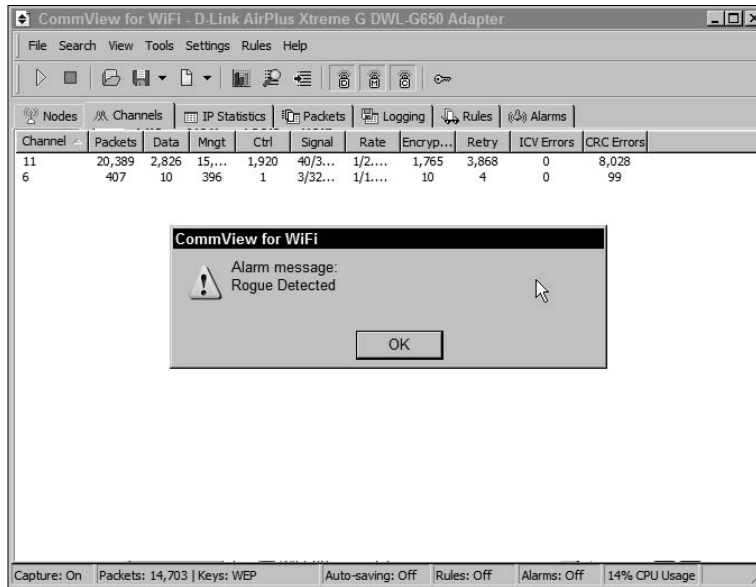 CommView for WiFi - D-Link AirPlus Xtreme G DWL-G650 Adapter
File Search View Tools Settings Rules Help
Nodes Channels IP Statistics Packets Logging Rules Alarms
Channel Packets Data Mngt Ctrl Signal Rate Encryp... Retry ICV Errors CRC Errors
11 20,389 2,826 15,... 1,920 40/3... 1/2.... 1,765 3,868 0 8,028
6 407 10 396 1 3/32... 1/1.... 10 4 0 99
CommView for WiFi
Alarm message:
Rogue Detected
OK
Capture: On Packets: 14,703 | Keys: WEP Auto-saving: Off Rules: Off Alarms: Off 14% CPU Usage